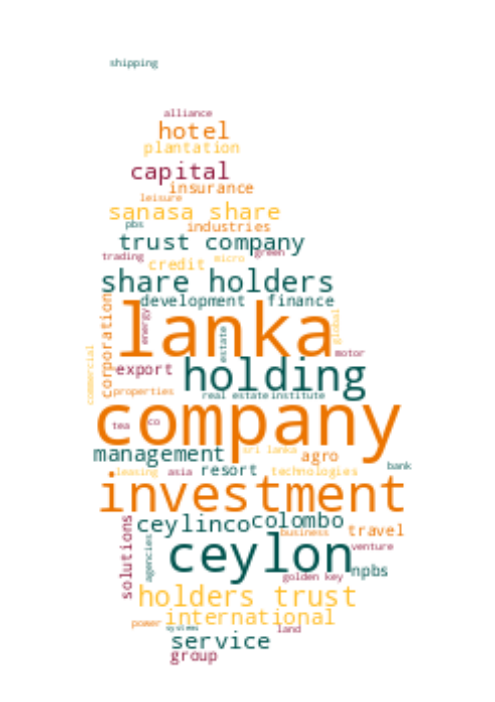 shipping
alliance
hotel
plantation
capital
insurance
leisure
sanasa share
pbs
industries
trust company
trading
green
credit
micro
share holders
development
finance
lanka
corporation
energy
estate
global
motor
commercial
export
holding
properties
real estate
institute
company
tea
co
management
sri lanka
agro
bank
leasing
asia
resort
technologies
investment
solutions
ceylinco
colombo
business
travel
agencies
ceylon
venture
golden key
npbs
holders trust
international
power
systems
land
service
group